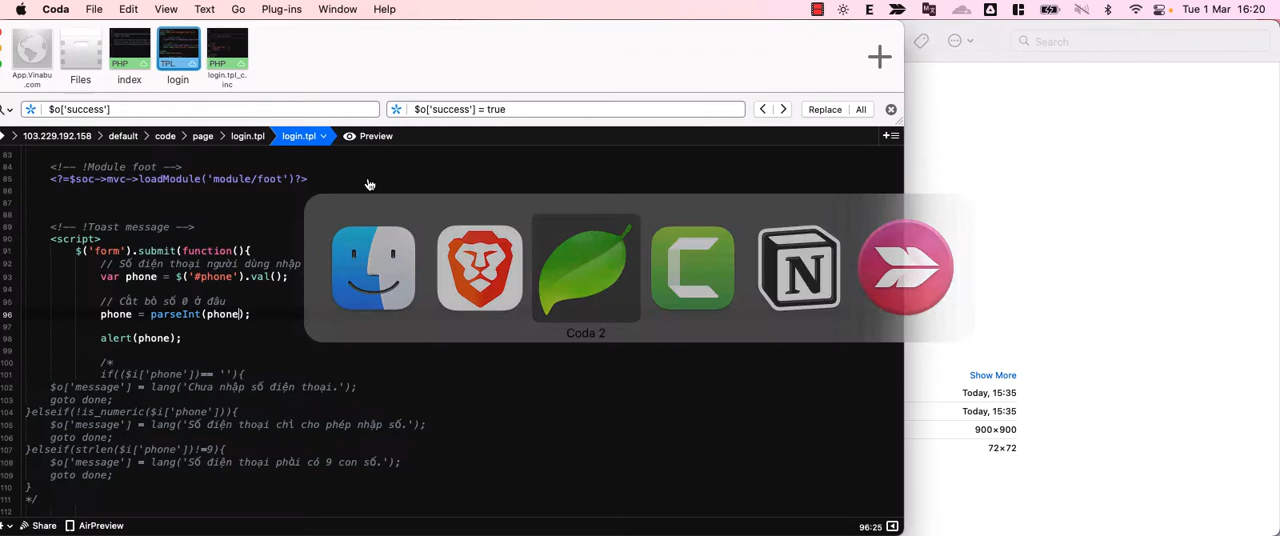 Coda File Edit View Text Go Plug-ins Window Help Tue 1 Mar 16:20
App.Vinabu
.com
Files
PHP
index
TPL
login
PHP
login.tpl_c.
inc
Search
$o['success']
$o['success'] = true
Replace All
103.229.192.158 default code page login.tpl login.tpl Preview
83
84 <!-- !Module foot -->
85 <?=$soc->mvc->loadModule('module/foot')?>
86
87
88
89 <!-- !Toast message -->
90 <script>
91 $('form').submit(function(){
92 // Số điện thoại người dùng nhập
93 var phone = $('#phone').val();
94
95 // Cắt bỏ số 0 ở đầu
96 phone = parseInt(phone);
97
98 alert(phone);
99
100 /*
101 if(($i['phone'])== ''){
102 $o['message'] = lang('Chưa nhập số điện thoại.');
103 goto done;
104 }elseif(!is_numeric($i['phone'])){
105 $o['message'] = lang('Số điện thoại chỉ cho phép nhập số.');
106 goto done;
107 }elseif(strlen($i['phone'])!=9){
108 $o['message'] = lang('Số điện thoại phải có 9 con số.');
109 goto done;
110 }
111 */
112
Coda 2
Show More
Today, 15:35
Today, 15:35
900×900
72×72
Share AirPreview
96:25